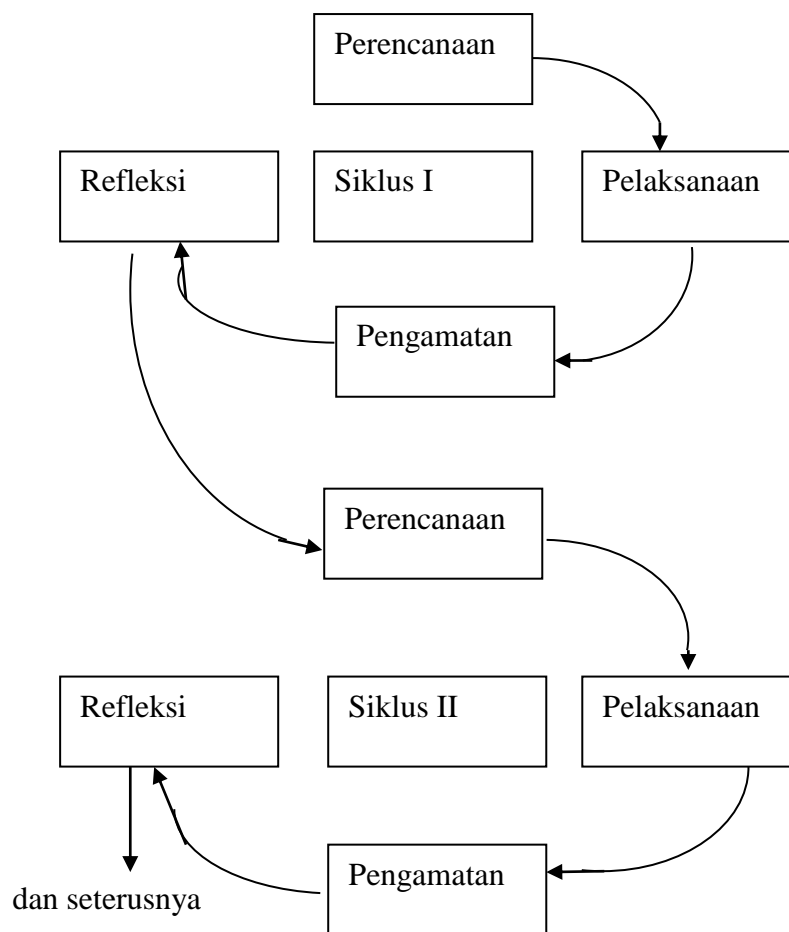 Perencanaan
Refleksi
Siklus I
Pelaksanaan
Pengamatan
Perencanaan
Refleksi
Siklus II
Pelaksanaan
Pengamatan
dan seterusnya